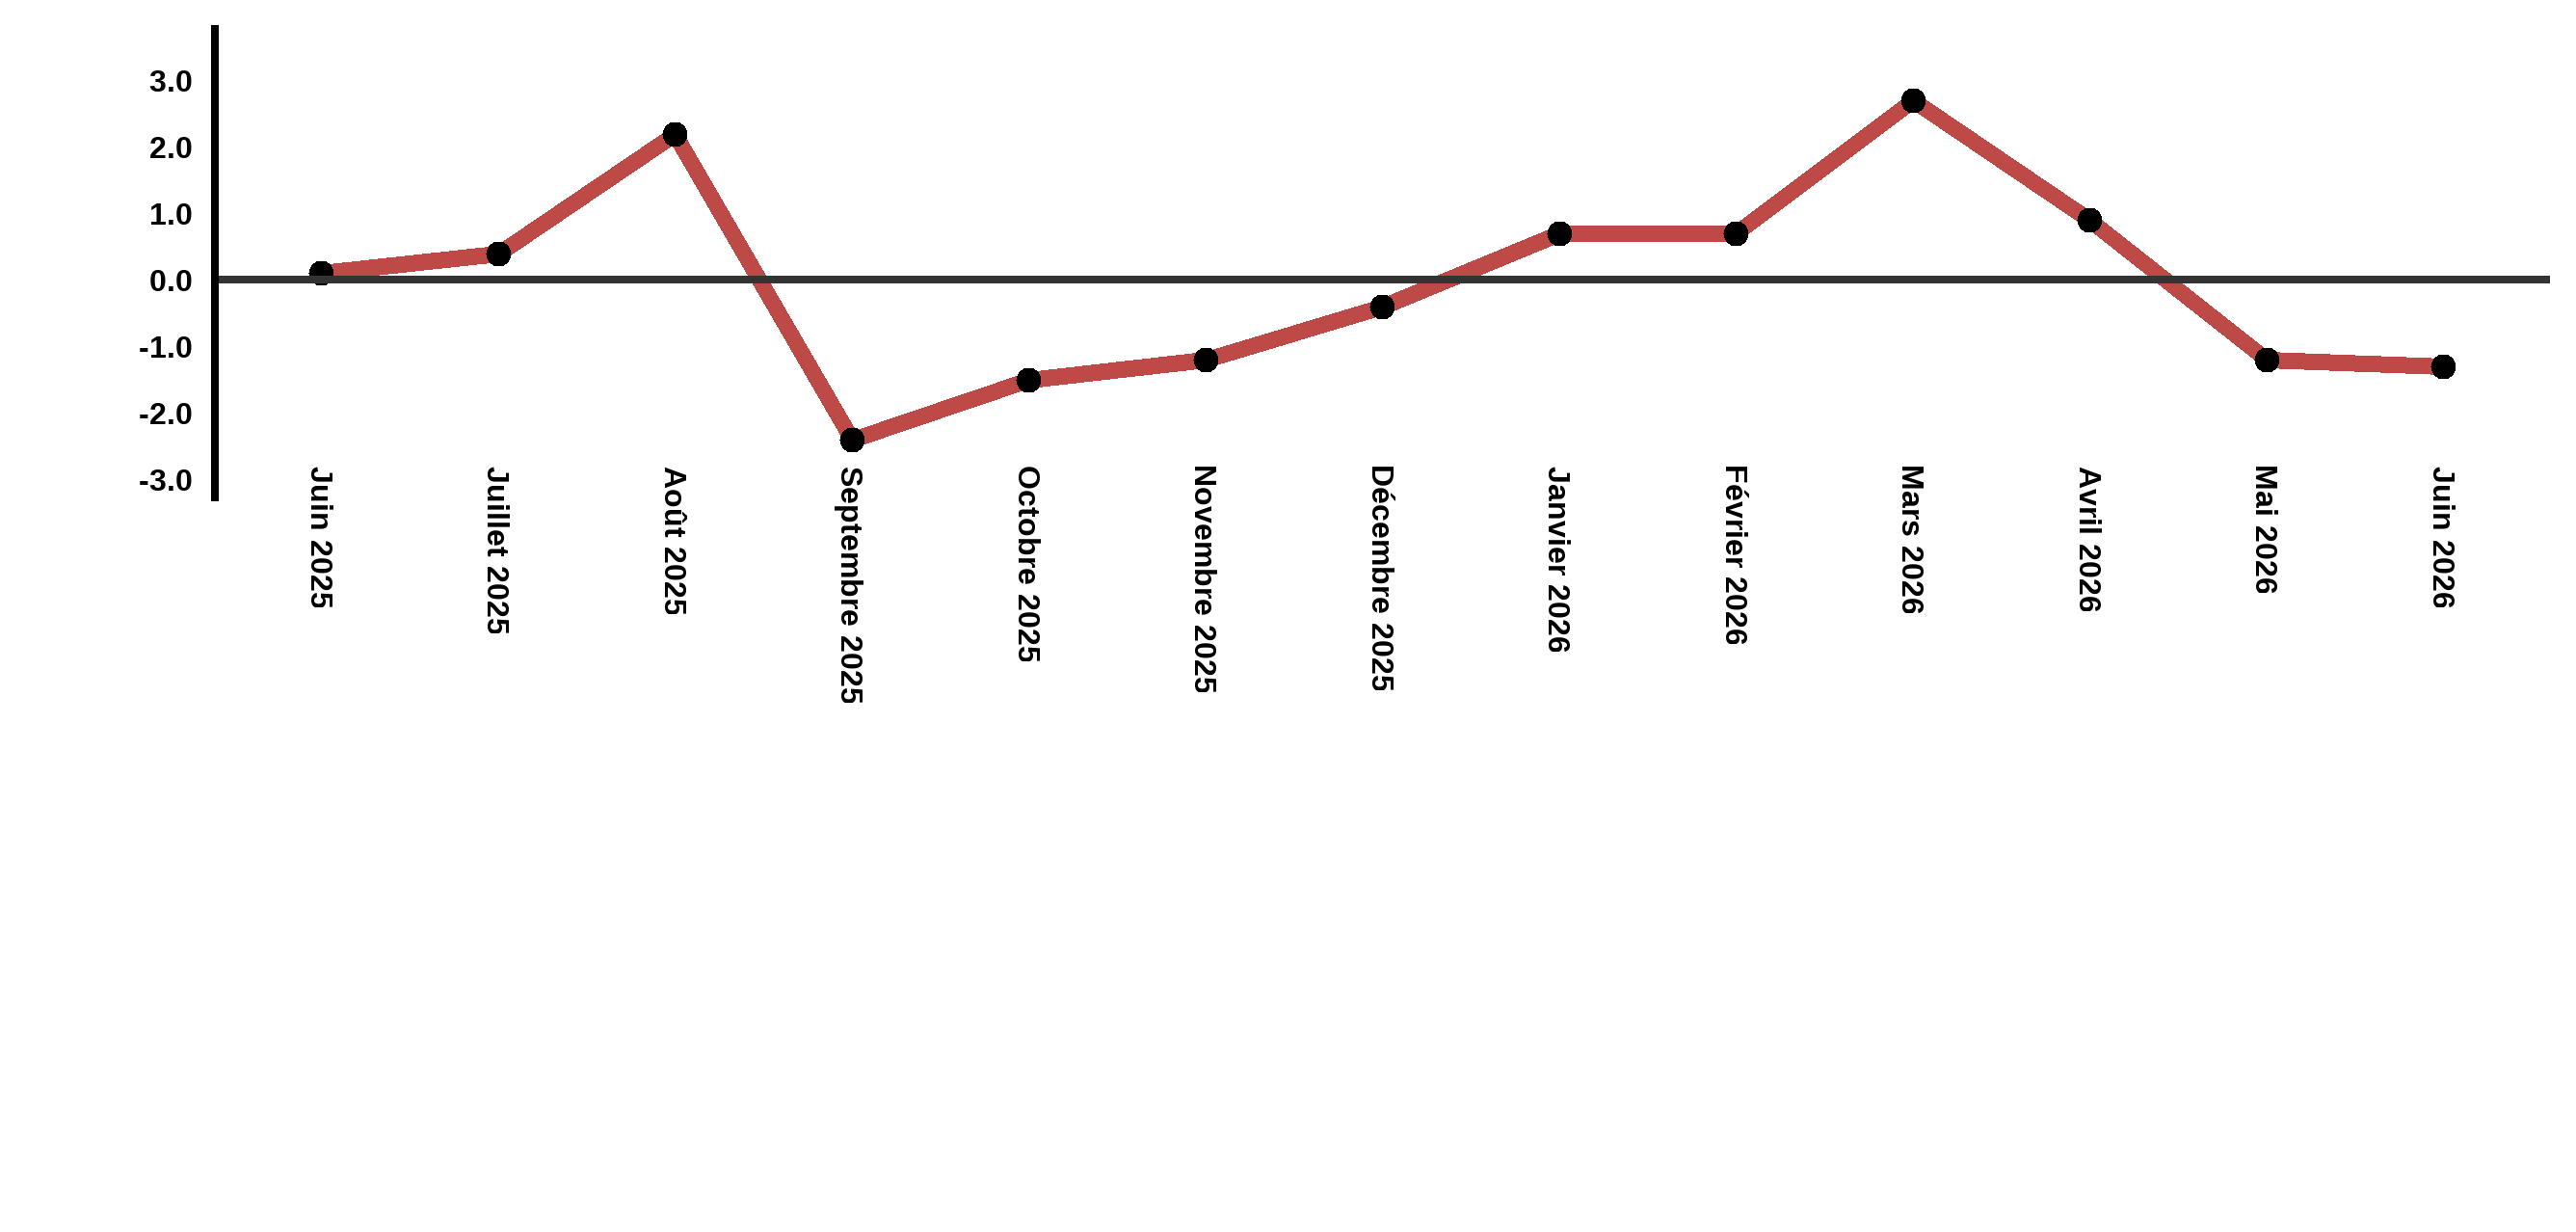 3.0
2.0
1.0
0.0
-1.0
-2.0
-3.0
Juin 2025
Juillet 2025
Août 2025
Septembre 2025
Octobre 2025
Novembre 2025
Décembre 2025
Janvier 2026
Février 2026
Mars 2026
Avril 2026
Mai 2026
Juin 2026